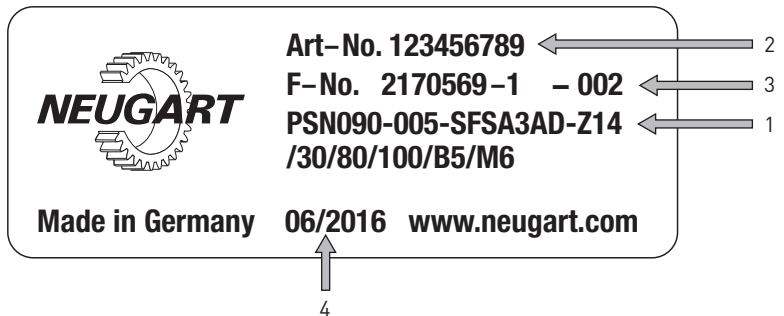 Art-No. 123456789
2
F-No. 2170569-1 - 002
3
NEUGART
PSN090-005-SFSA3AD-Z14
1
/30/80/100/B5/M6
Made in Germany 06/2016 www.neugart.com
4